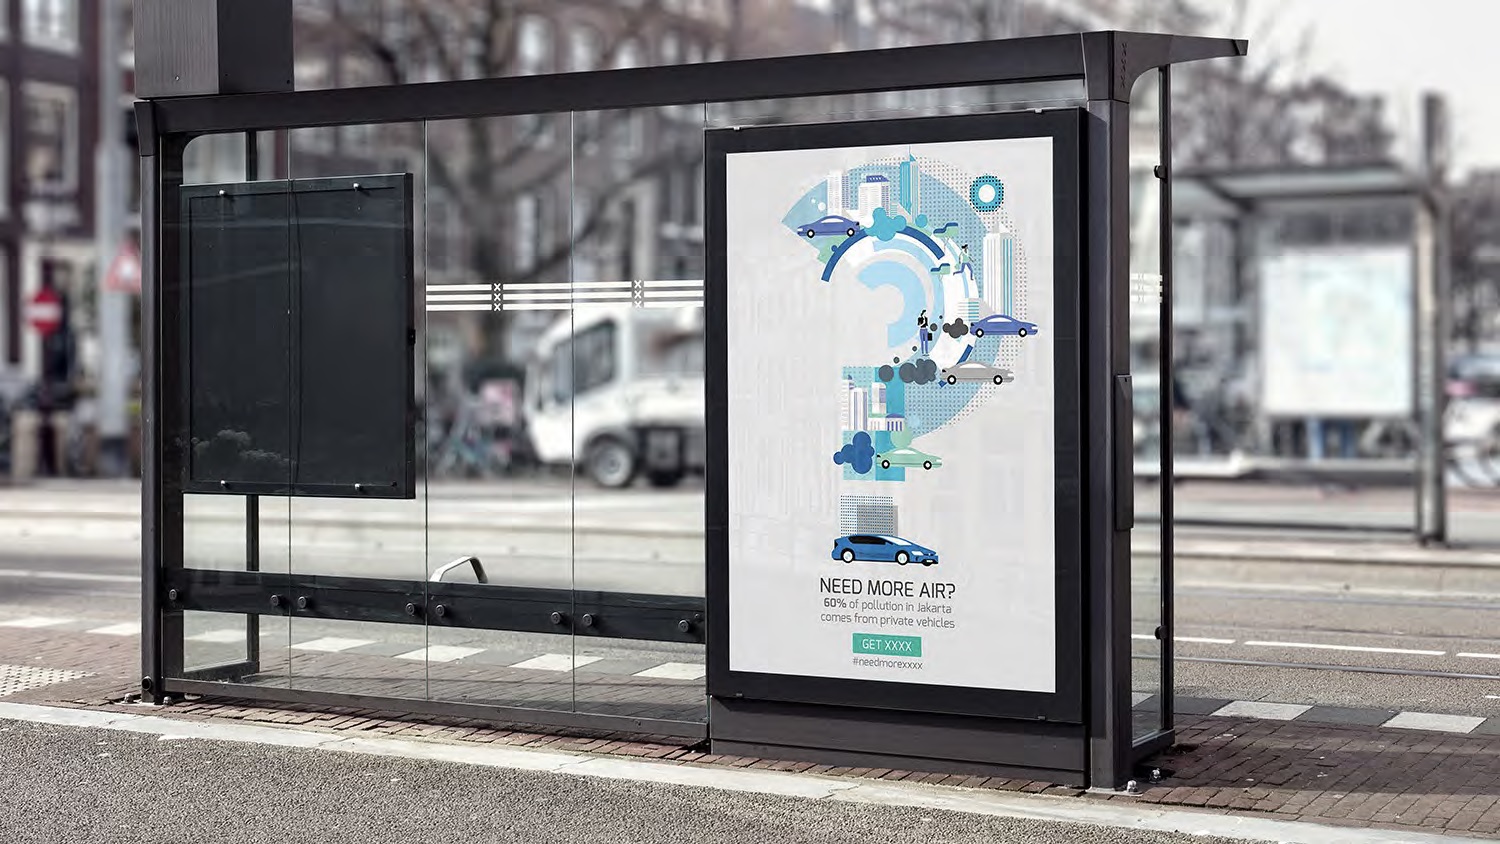 NEED MORE AIR?
60% of pollution in Jakarta
comes from private vehicles
GET XXXX
#needmorexxxx